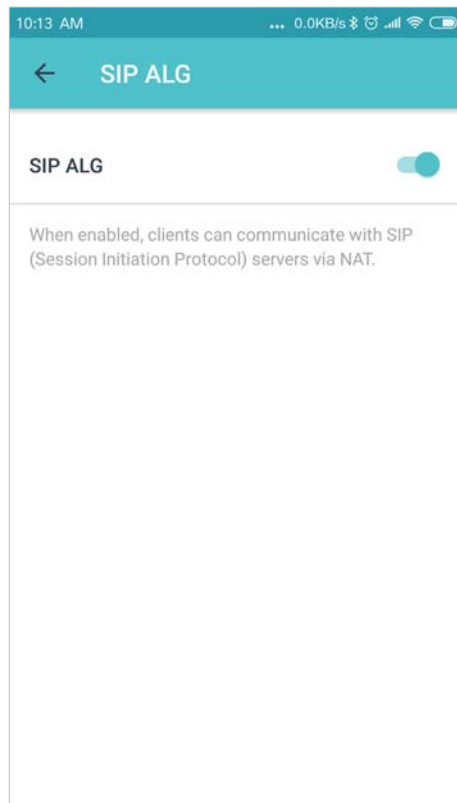 10:13 AM ... 0.0KB/s
SIP ALG
SIP ALG
When enabled, clients can communicate with SIP
(Session Initiation Protocol) servers via NAT.